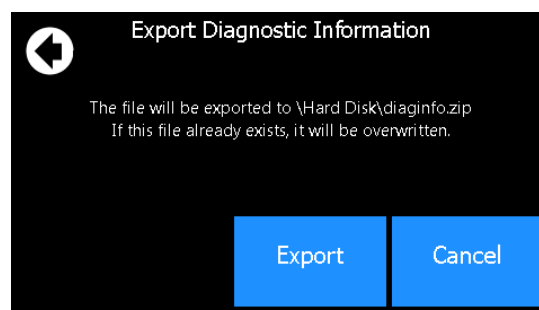 Export Diagnostic Information
The file will be exported to \Hard Disk\diaginfo.zip
If this file already exists, it will be overwritten.
Export
Cancel